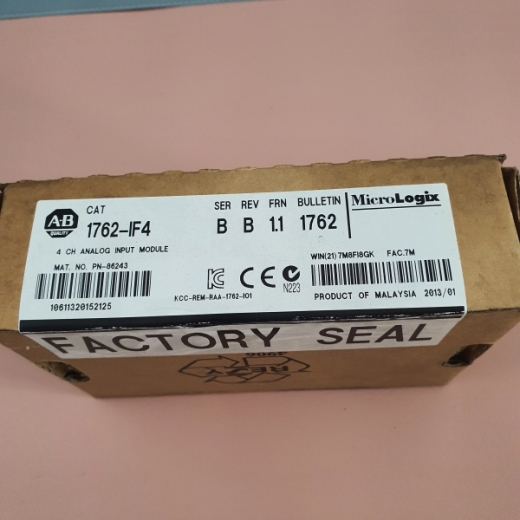 A-B
QUALITY
CAT
1762-IF4
4 CH ANALOG INPUT MODULE
MAT. NO. PN-86243
10611320152125
SER REV FRN BULLETIN
B B 1.1 1762
MicroLogix
KCC-REM-RAA-1762-IO1
CE
N223
WIN(21)7M8FI8GK FAC.7M
PRODUCT OF MALAYSIA 2013/01
FACTORY SEAL
REZY